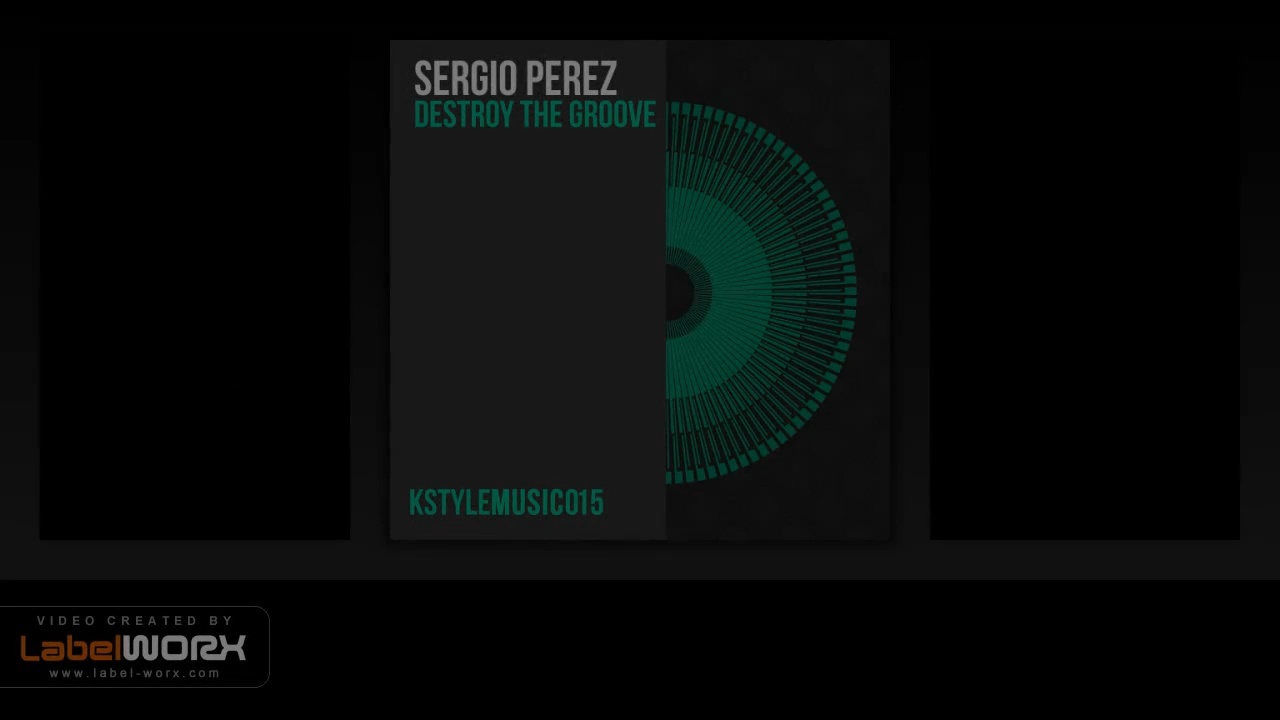 SERGIO PEREZ
DESTROY THE GROOVE
KSTYLEMUSIC015
VIDEO CREATED BY
LabelWORX
www.label-worx.com